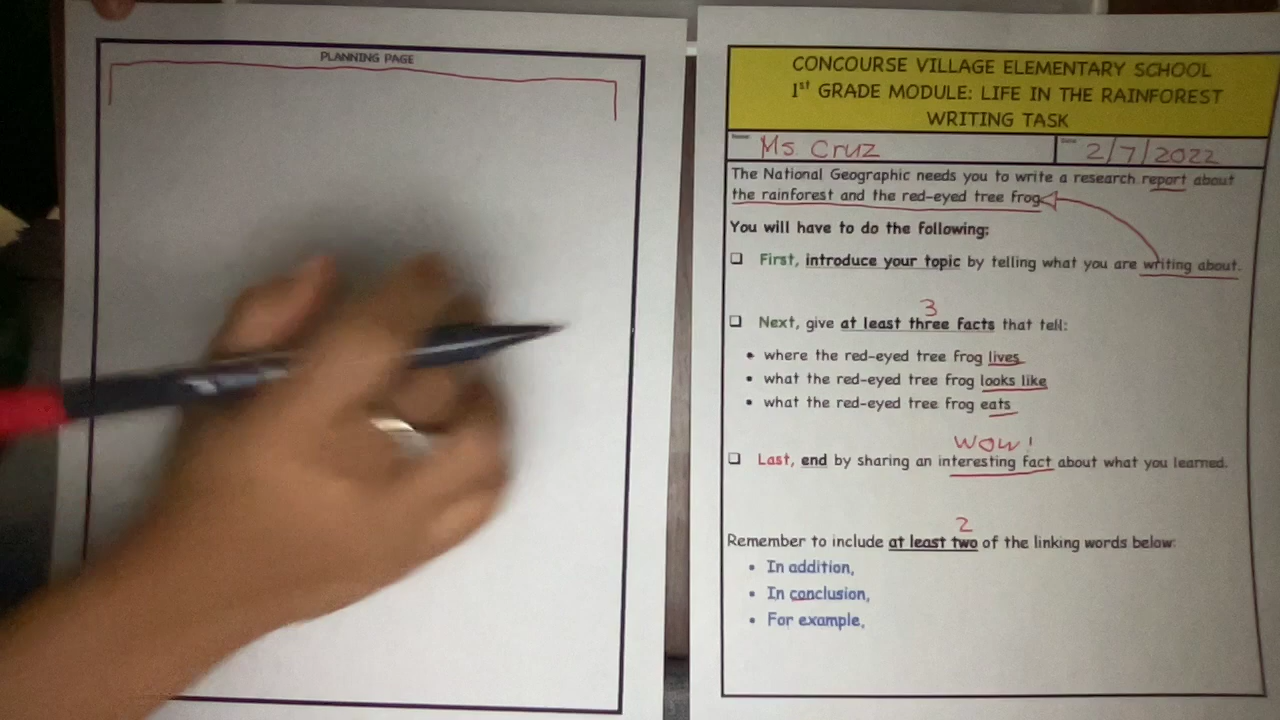 PLANNING PAGE
CONCOURSE VILLAGE ELEMENTARY SCHOOL
1st GRADE MODULE: LIFE IN THE RAINFOREST
WRITING TASK
Name: Ms Cruz
Date: 2/7/2022
The National Geographic needs you to write a research report about
the rainforest and the red-eyed tree frog
You will have to do the following:
❑ First, introduce your topic by telling what you are writing about.
3
❑ Next, give at least three facts that tell:
• where the red-eyed tree frog lives
• what the red-eyed tree frog looks like
• what the red-eyed tree frog eats
WOW!
❑ Last, end by sharing an interesting fact about what you learned.
2
Remember to include at least two of the linking words below:
• In addition,
• In conclusion,
• For example,